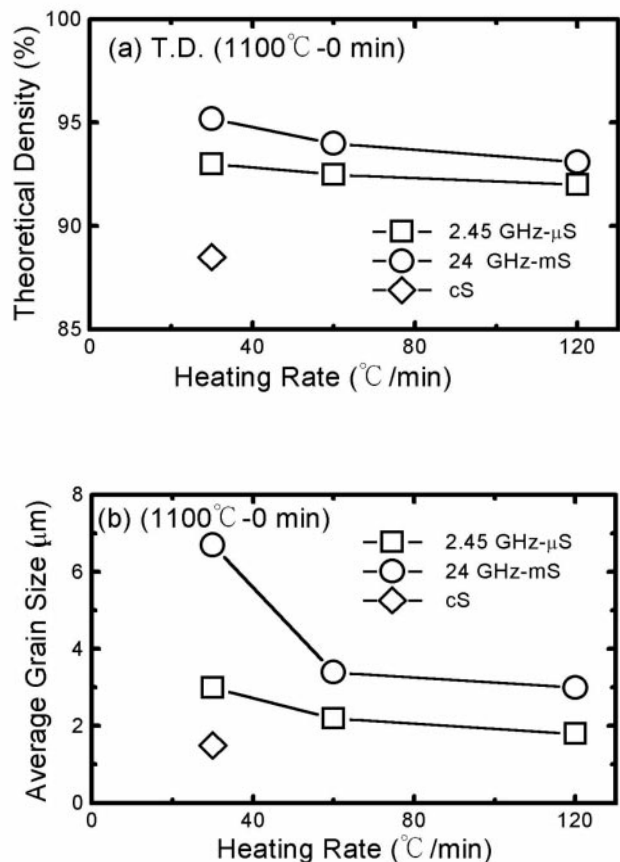 100
(a) T.D. (1100℃-0 min)
95
90
85
Theoretical Density (%)
2.45 GHz-μS
24 GHz-mS
cS
0 40 80 120
Heating Rate (℃/min)
8
(b) (1100℃-0 min)
6
4
2
0
Average Grain Size (μm)
2.45 GHz-μS
24 GHz-mS
cS
0 40 80 120
Heating Rate (℃/min)